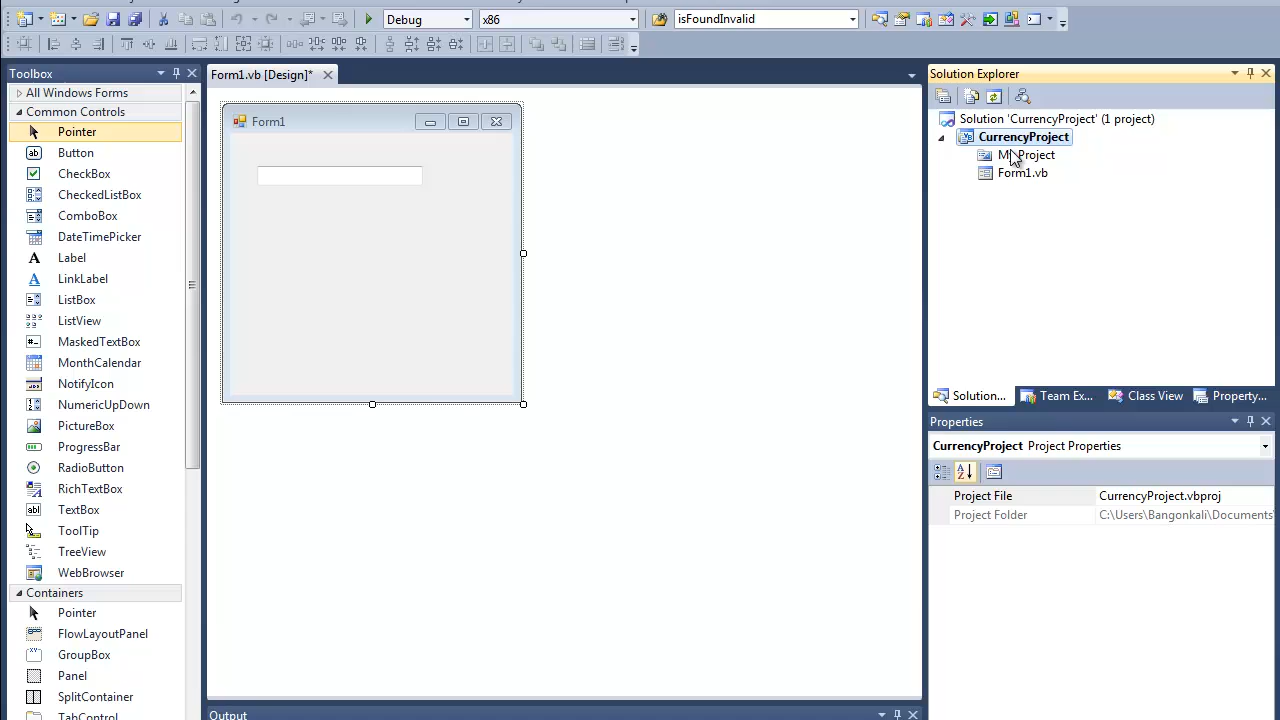 Debug
x86
isFoundInvalid
Toolbox
All Windows Forms
Common Controls
Pointer
Button
CheckBox
CheckedListBox
ComboBox
DateTimePicker
Label
LinkLabel
ListBox
ListView
MaskedTextBox
MonthCalendar
NotifyIcon
NumericUpDown
PictureBox
ProgressBar
RadioButton
RichTextBox
TextBox
ToolTip
TreeView
WebBrowser
Containers
Pointer
FlowLayoutPanel
GroupBox
Panel
SplitContainer
TabControl
Form1.vb [Design]*
Form1
Output
Solution Explorer
Solution 'CurrencyProject' (1 project)
CurrencyProject
My Project
Form1.vb
Solution... Team Ex... Class View Property...
Properties
CurrencyProject Project Properties
Project File CurrencyProject.vbproj
Project Folder C:\Users\Bangonkali\Documents